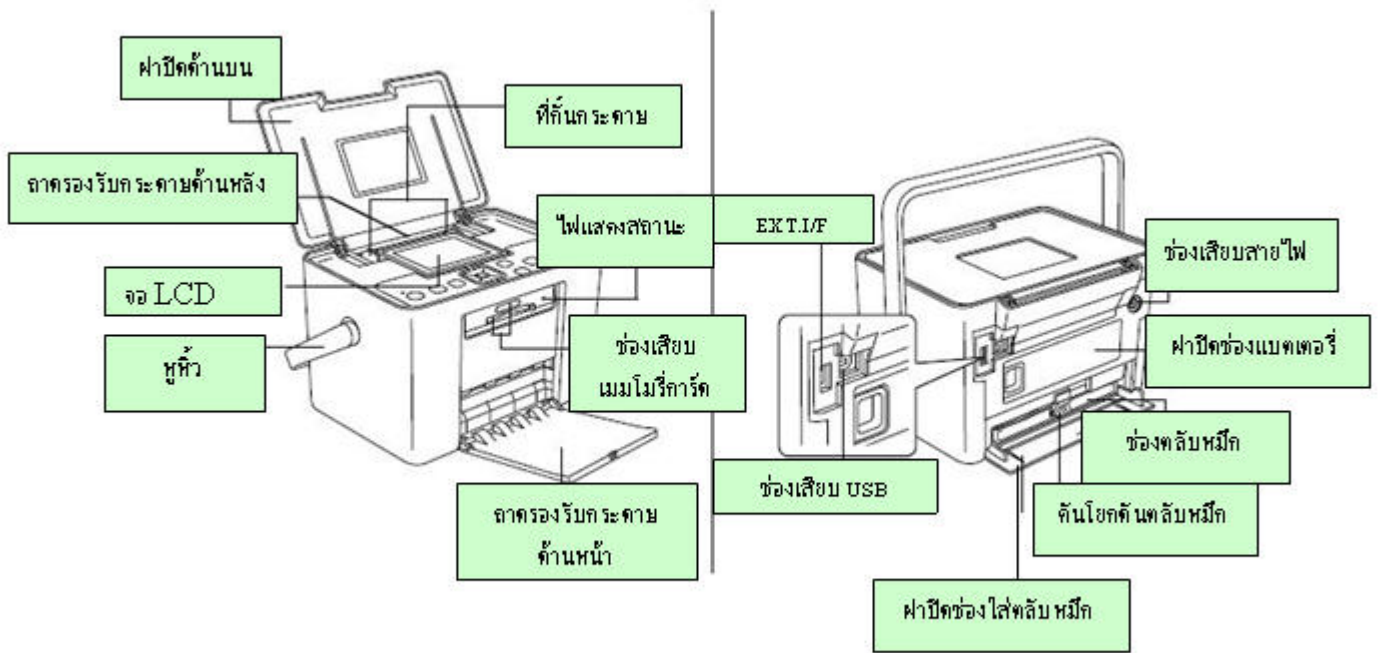 ฝาปิดด้านบน
ที่กั้นกระดาษ
ถาดรองรับกระดาษด้านหลัง
ไฟแสดงสถานะ
จอ LCD
หูหิ้ว
ช่องเสียบ
เมมโมรี่การ์ด
ถาดรองรับกระดาษ
ด้านหน้า
EXT.I/F
ช่องเสียบสายไฟ
ฝาปิดช่องแบตเตอรี่
ช่องตลับหมึก
ช่องเสียบ USB
คันโยกดันตลับหมึก
ฝาปิดช่องใส่ตลับหมึก